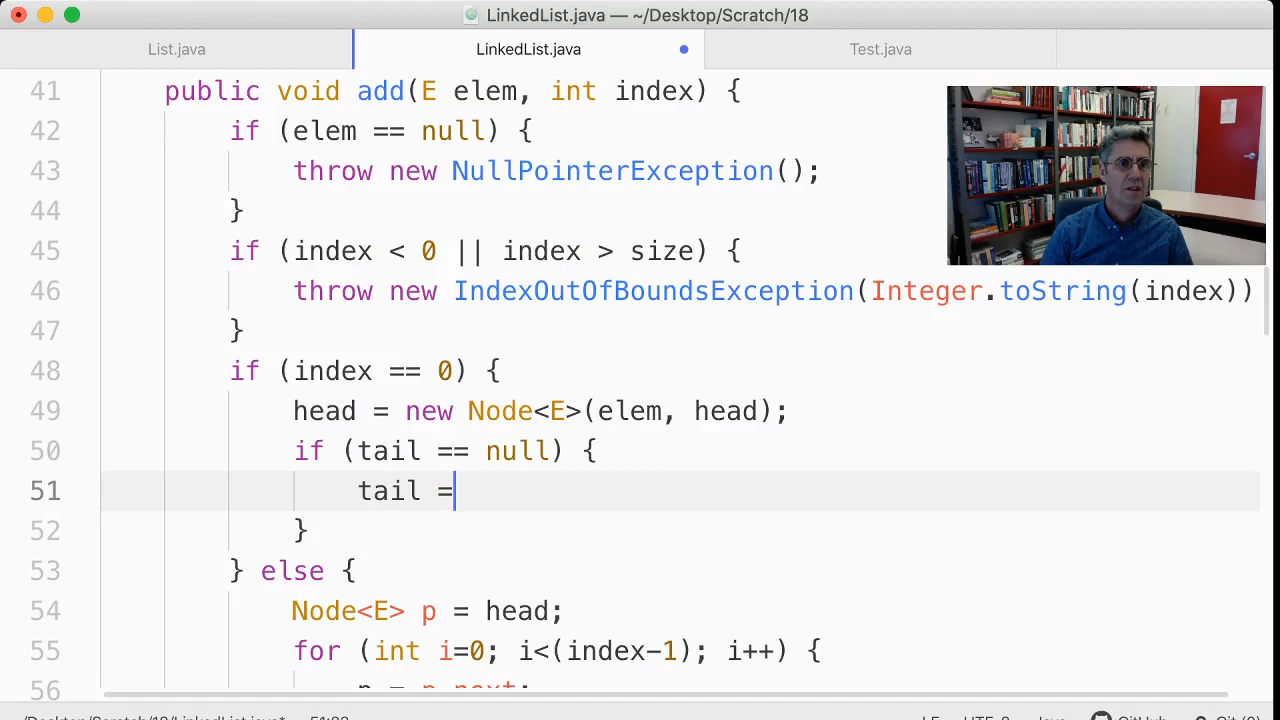 LinkedList.java — ~/Desktop/Scratch/18
List.java LinkedList.java Test.java
41 public void add(E elem, int index) {
42 if (elem == null) {
43 throw new NullPointerException();
44 }
45 if (index < 0 || index > size) {
46 throw new IndexOutOfBoundsException(Integer.toString(index))
47 }
48 if (index == 0) {
49 head = new Node<E>(elem, head);
50 if (tail == null) {
51 tail =
52 }
53 } else {
54 Node<E> p = head;
55 for (int i=0; i<(index-1); i++) {
56 p = p.next;